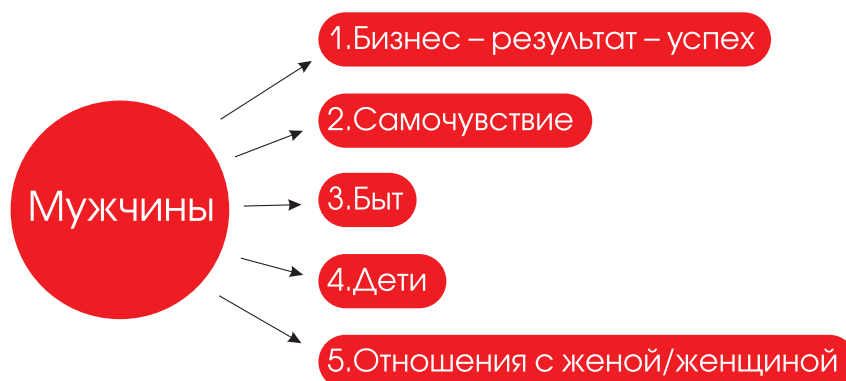 1.Бизнес – результат – успех
2.Самочувствие
Мужчины
3.Быт
4.Дети
5.Отношения с женой/женщиной